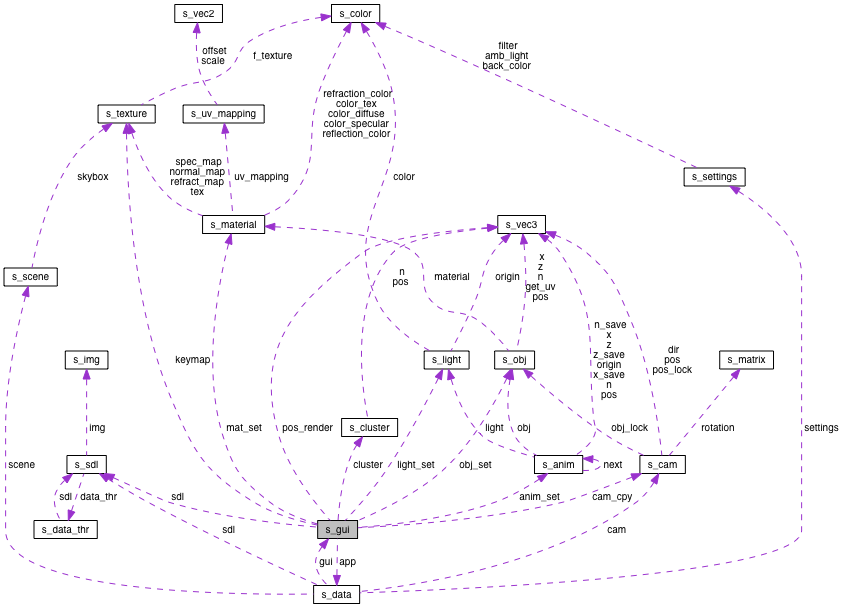 s_vec2
s_color
offset
scale
f_texture
filter
amb_light
back_color
refraction_color
color_tex
color_diffuse
color_specular
reflection_color
s_texture
s_uv_mapping
skybox
spec_map
normal_map
refract_map
tex
uv_mapping
color
s_settings
s_material
s_vec3
s_scene
n
pos
material
origin
x
z
n
get_uv
pos
n_save
x
z
z_save
origin
x_save
n
pos
s_img
keymap
s_light
s_obj
dir
pos
pos_lock
s_matrix
img
mat_set
pos_render
s_cluster
light
obj
obj_lock
rotation
settings
scene
s_sdl
cluster
light_set
obj_set
s_anim
next
s_cam
sdl
data_thr
sdl
anim_set
cam_cpy
s_data_thr
sdl
s_gui
cam
gui
app
s_data